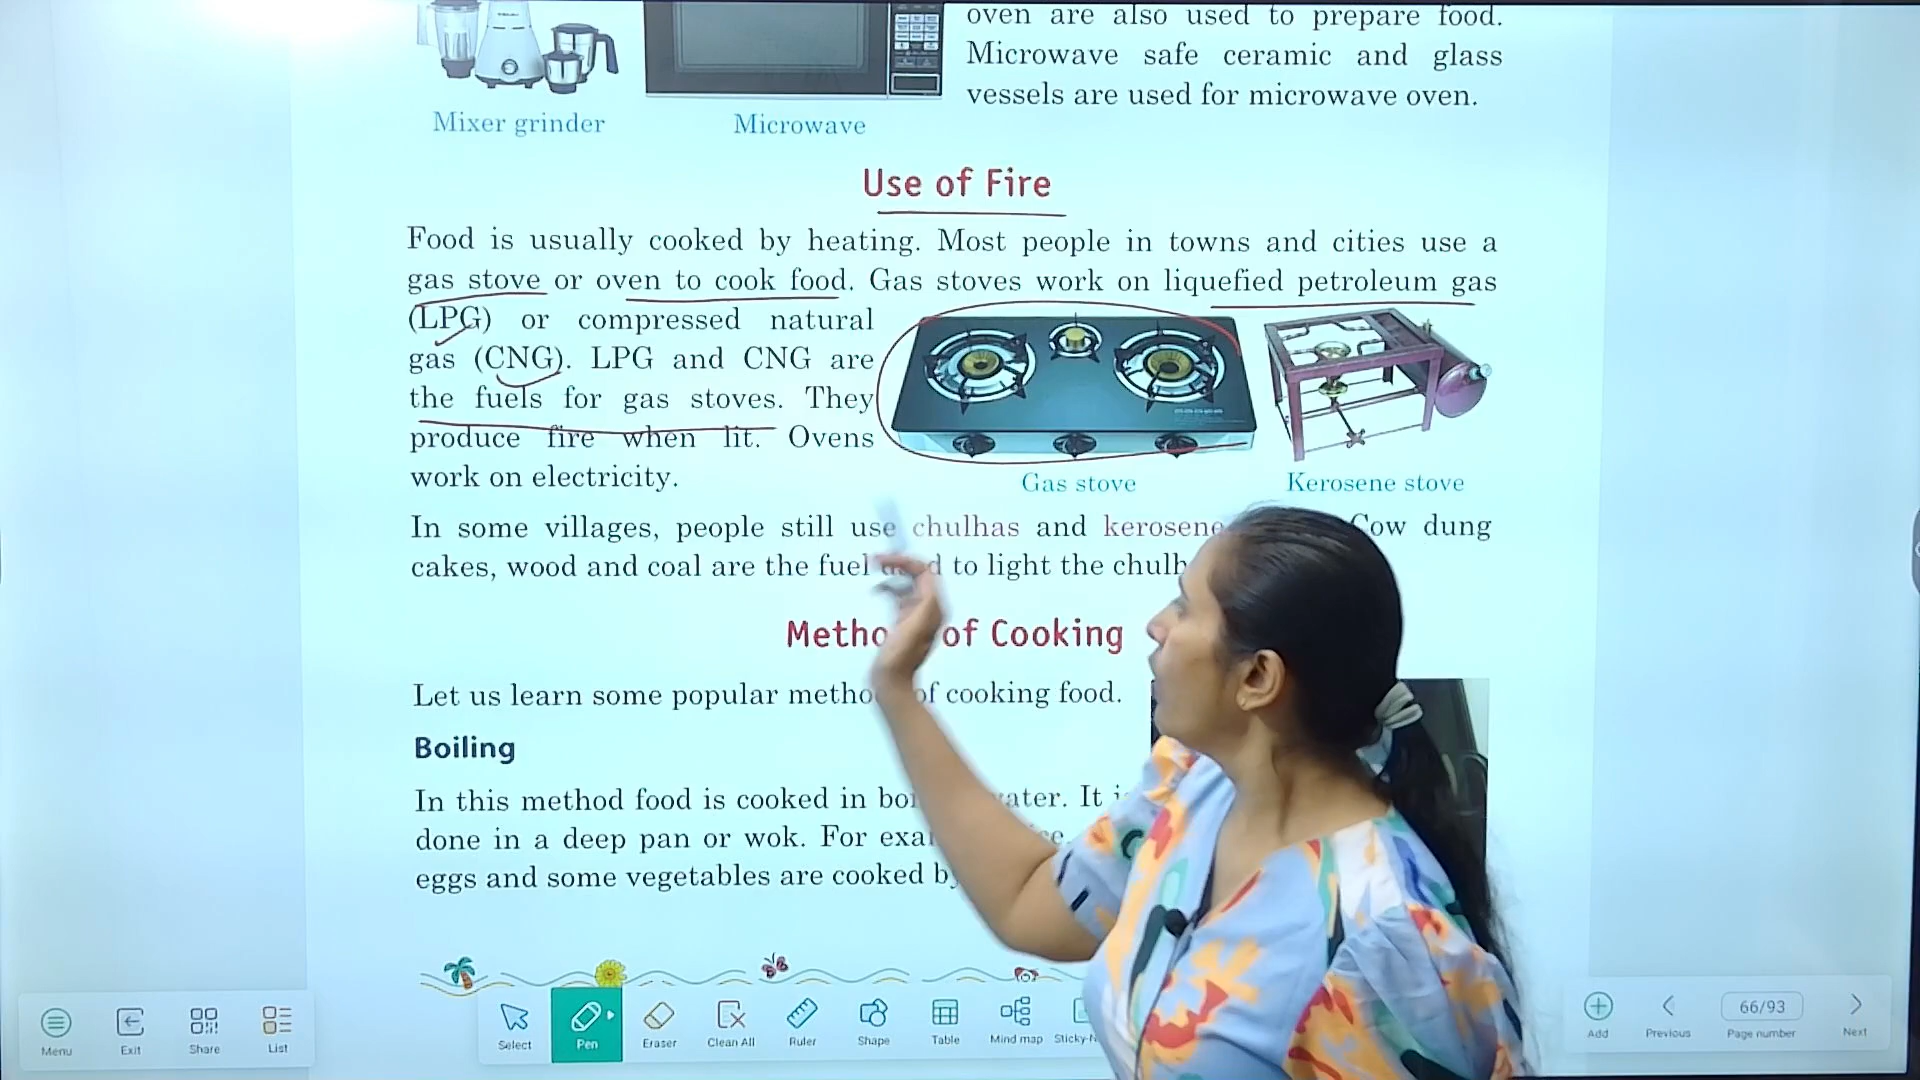 oven are also used to prepare food.
Microwave safe ceramic and glass
vessels are used for microwave oven.
Mixer grinder
Microwave
Use of Fire
Food is usually cooked by heating. Most people in towns and cities use a
gas stove or oven to cook food. Gas stoves work on liquefied petroleum gas
(LPG) or compressed natural
gas (CNG). LPG and CNG are
the fuels for gas stoves. They
produce fire when lit. Ovens
work on electricity.
Gas stove
Kerosene stove
In some villages, people still use chulhas and kerosene Cow dung
cakes, wood and coal are the fuel to light the
of Cooking
Let us learn some popular of cooking food.
Boiling
In this method food is cooked in It
done in a deep pan or wok. For
eggs and some vegetables are cooked
Menu
Exit
Share
List
Select
Pen
Eraser
Clean All
Ruler
Shape
Table
Mind map
Add
Previous
66/93
Page number
Next